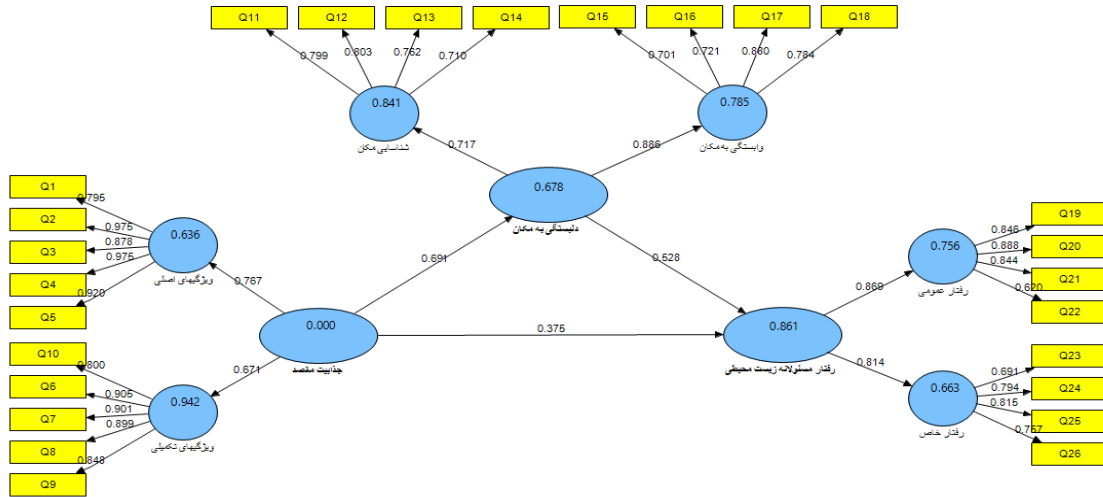 Q11
Q12
Q13
Q14
Q15
Q16
Q17
Q18
0.799
0.803
0.762
0.710
0.701
0.721
0.880
0.784
0.841
شناسایی مکان
0.785
وابستگی به مکان
0.717
0.886
0.678
دلبستگی به مکان
Q1
Q2
Q3
Q4
Q5
0.795
0.975
0.878
0.975
0.920
0.636
ویژگیهای اصلی
0.767
0.691
0.528
Q19
Q20
Q21
Q22
0.846
0.888
0.844
0.620
0.756
رفتار عمومی
0.869
0.000
جذابیت مقصد
0.375
0.861
رفتار مسئولانه زیست محیطی
0.671
0.814
Q10
Q6
Q7
Q8
Q9
0.800
0.905
0.901
0.899
0.848
0.942
ویژگیهای تکمیلی
Q23
Q24
Q25
Q26
0.691
0.794
0.815
0.757
0.663
رفتار خاص